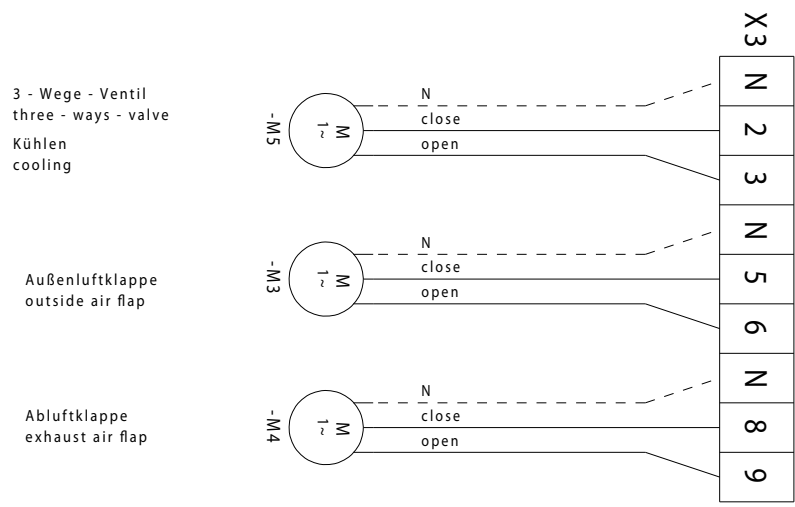 X3
3 - Wege - Ventil
three - ways - valve
Kühlen
cooling
-M5
M
1~
N
close
open
N
2
3
Außenluftklappe
outside air flap
-M3
M
1~
N
close
open
N
5
6
Abluftklappe
exhaust air flap
-M4
M
1~
N
close
open
N
8
9